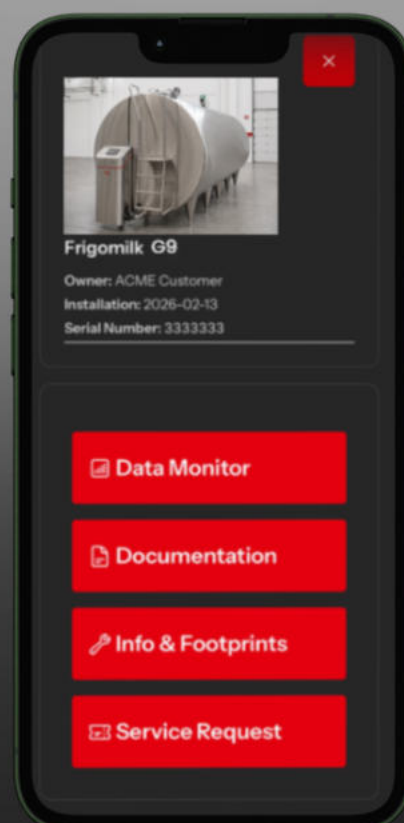 Frigomilk G9
Owner: ACME Customer
Installation: 2026-02-13
Serial Number: 3333333
Data Monitor
Documentation
Info & Footprints
Service Request